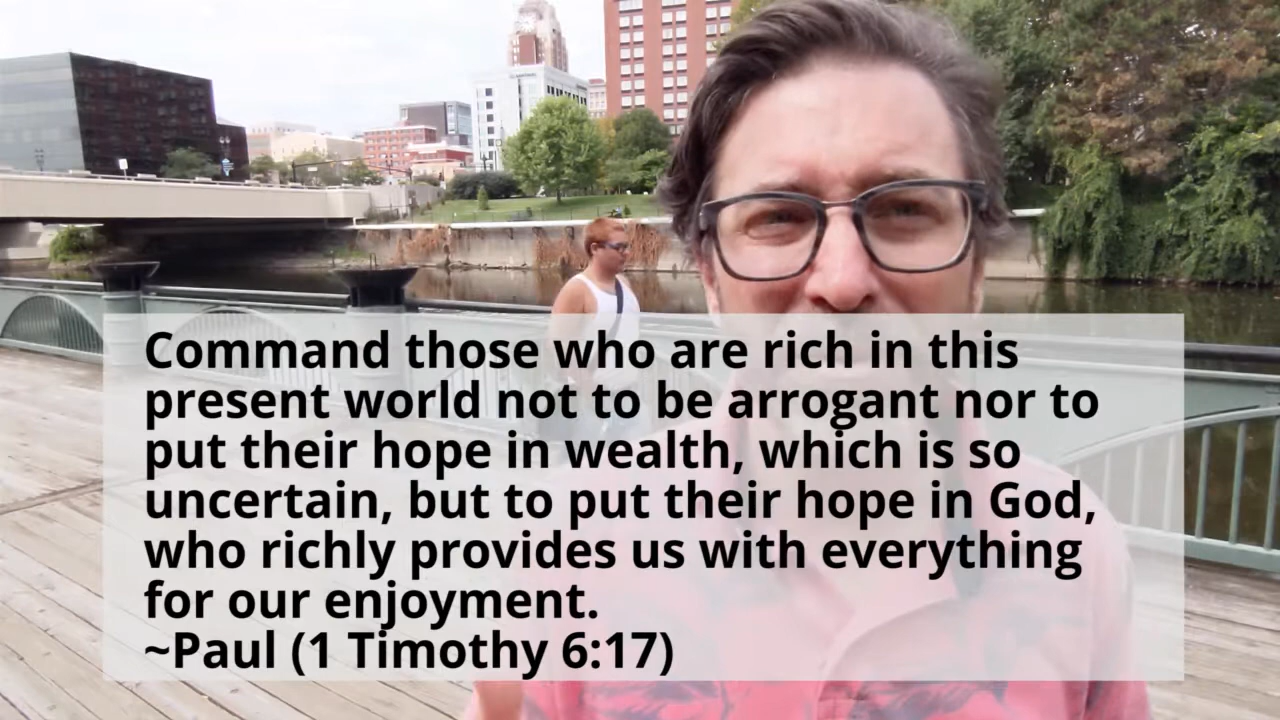 Command those who are rich in this
present world not to be arrogant nor to
put their hope in wealth, which is so
uncertain, but to put their hope in God,
who richly provides us with everything
for our enjoyment.
~Paul (1 Timothy 6:17)